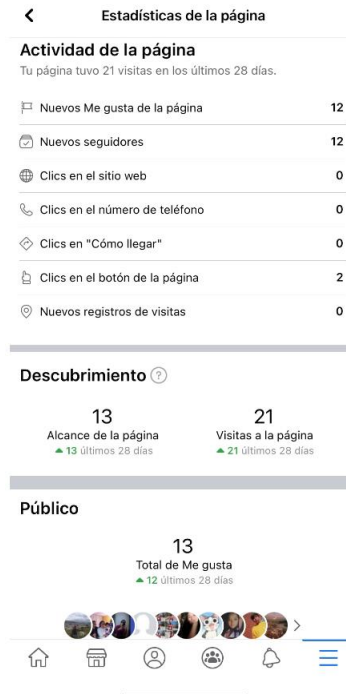 Estadísticas de la página
Actividad de la página
Tu página tuvo 21 visitas en los últimos 28 días.
Nuevos Me gusta de la página 12
Nuevos seguidores 12
Clics en el sitio web 0
Clics en el número de teléfono 0
Clics en "Cómo llegar" 0
Clics en el botón de la página 2
Nuevos registros de visitas 0
Descubrimiento ?
13 21
Alcance de la página Visitas a la página
13 últimos 28 días 21 últimos 28 días
Público
13
Total de Me gusta
12 últimos 28 días